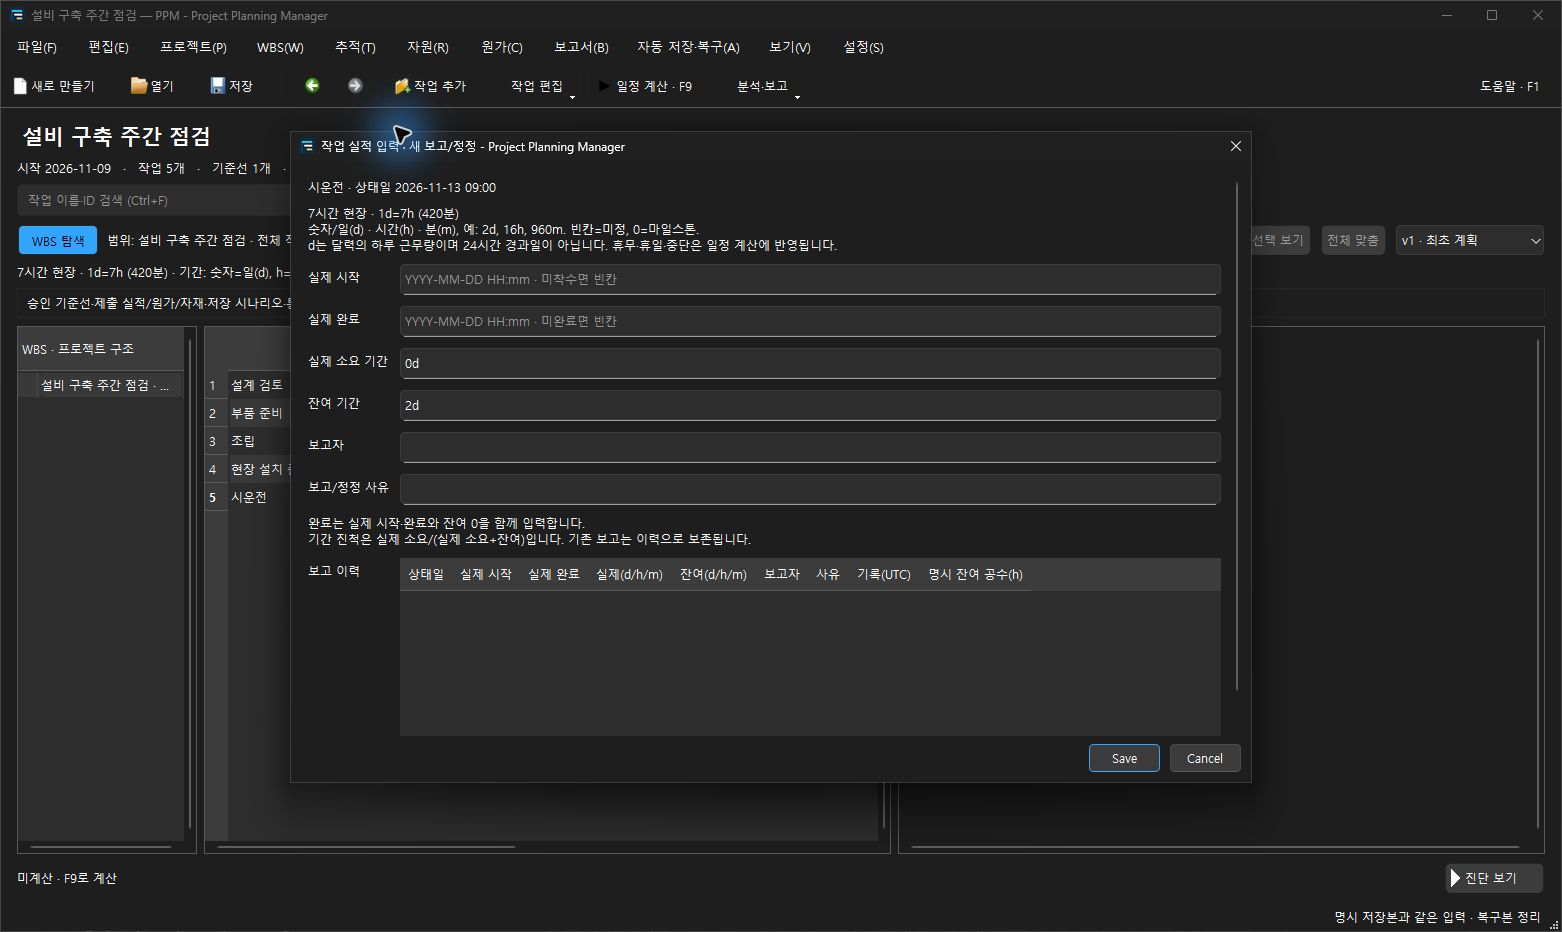 설비 구축 주간 점검 — PPM - Project Planning Manager
파일(F) 편집(E) 프로젝트(P) WBS(W) 추적(T) 자원(R) 원가(C) 보고서(B) 자동 저장·복구(A) 보기(V) 설정(S)
새로 만들기 열기 저장 작업 추가 작업 편집 일정 계산 · F9 분석·보고 도움말 · F1
설비 구축 주간 점검
시작 2026-11-09 · 작업 5개 · 기준선 1개 ·
작업 이름·ID 검색 (Ctrl+F)
WBS 탐색 범위: 설비 구축 주간 점검 · 전체 선택 보기 전체 맞춤 v1 · 최초 계획
7시간 현장 · 1d=7h (420분) · 기간: 숫자=일(d), h=
승인 기준선·제출 실적/원가/자재·저장 시나리오·
WBS · 프로젝트 구조
설비 구축 주간 점검 · ...
1 설계 검토
2 부품 준비
3 조립
4 현장 설치
5 시운전
작업 실적 입력 · 새 보고/정정 - Project Planning Manager
시운전 · 상태일 2026-11-13 09:00
7시간 현장 · 1d=7h (420분)
숫자/일(d) · 시간(h) · 분(m), 예: 2d, 16h, 960m. 빈칸=미정, 0=마일스톤.
d는 달력의 하루 근무량이며 24시간 경과일이 아닙니다. 휴무·휴일·중단은 일정 계산에 반영됩니다.
실제 시작 YYYY-MM-DD HH:mm · 미착수면 빈칸
실제 완료 YYYY-MM-DD HH:mm · 미완료면 빈칸
실제 소요 기간 0d
잔여 기간 2d
보고자
보고/정정 사유
완료는 실제 시작·완료와 잔여 0을 함께 입력합니다.
기간 진척은 실제 소요/(실제 소요+잔여)입니다. 기존 보고는 이력으로 보존됩니다.
보고 이력 상태일 실제 시작 실제 완료 실제(d/h/m) 잔여(d/h/m) 보고자 사유 기록(UTC) 명시 잔여 공수(h)
Save Cancel
미계산 · F9로 계산 진단 보기
명시 저장본과 같은 입력 · 복구본 정리